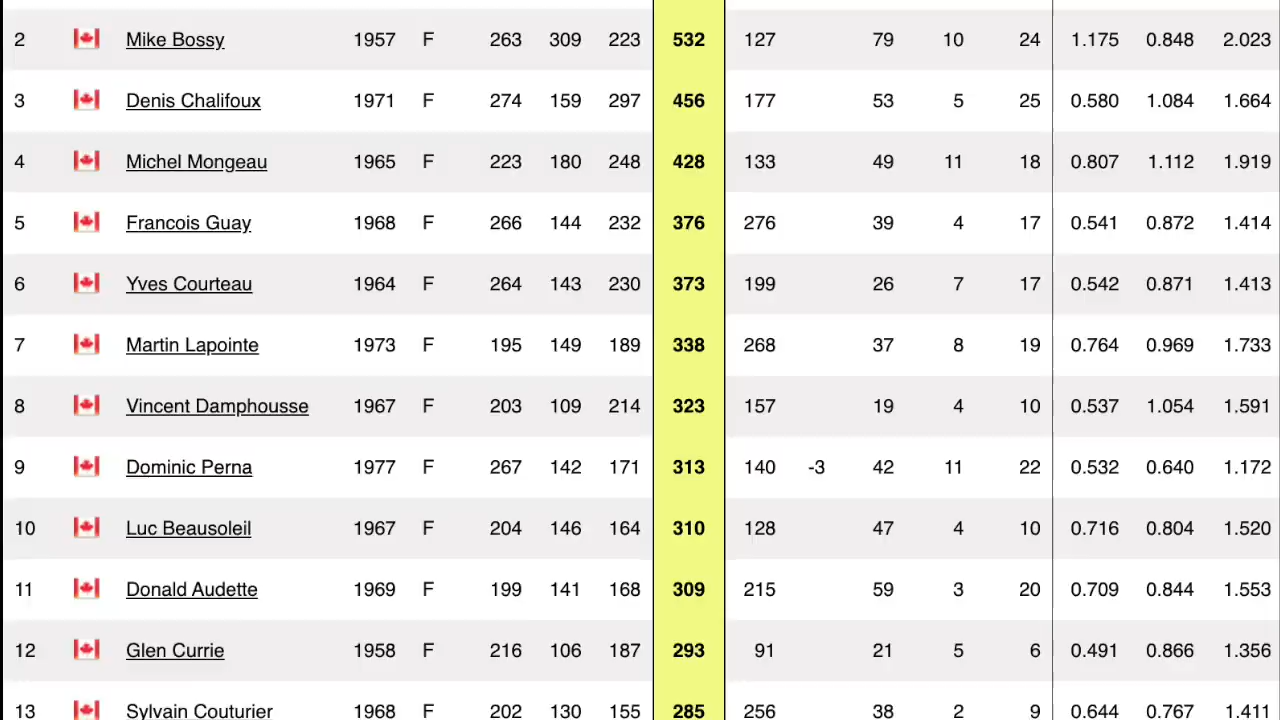 2 Mike Bossy 1957 F 263 309 223 532 127 79 10 24 1.175 0.848 2.023
3 Denis Chalifoux 1971 F 274 159 297 456 177 53 5 25 0.580 1.084 1.664
4 Michel Mongeau 1965 F 223 180 248 428 133 49 11 18 0.807 1.112 1.919
5 Francois Guay 1968 F 266 144 232 376 276 39 4 17 0.541 0.872 1.414
6 Yves Courteau 1964 F 264 143 230 373 199 26 7 17 0.542 0.871 1.413
7 Martin Lapointe 1973 F 195 149 189 338 268 37 8 19 0.764 0.969 1.733
8 Vincent Damphousse 1967 F 203 109 214 323 157 19 4 10 0.537 1.054 1.591
9 Dominic Perna 1977 F 267 142 171 313 140 -3 42 11 22 0.532 0.640 1.172
10 Luc Beausoleil 1967 F 204 146 164 310 128 47 4 10 0.716 0.804 1.520
11 Donald Audette 1969 F 199 141 168 309 215 59 3 20 0.709 0.844 1.553
12 Glen Currie 1958 F 216 106 187 293 91 21 5 6 0.491 0.866 1.356
13 Sylvain Couturier 1968 F 202 130 155 285 256 38 2 9 0.644 0.767 1.411